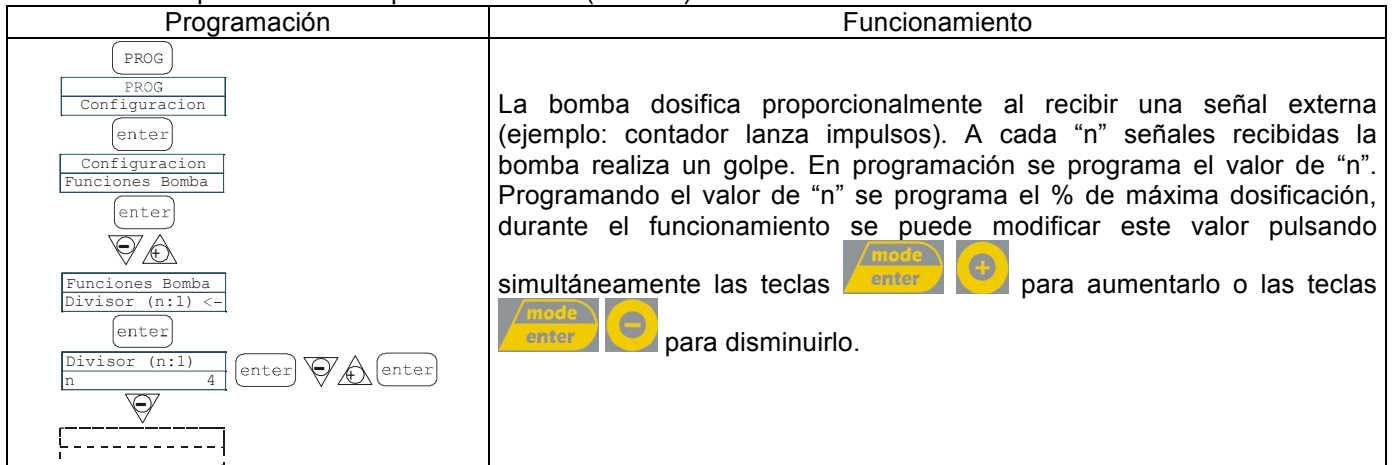 Programación
Funcionamiento
PROG
PROG
Configuracion
enter
Configuracion
Funciones Bomba
enter
Funciones Bomba
Divisor (n:1) <-
enter
Divisor (n:1)
n 4
enter
enter
La bomba dosifica proporcionalmente al recibir una señal externa
(ejemplo: contador lanza impulsos). A cada “n” señales recibidas la
bomba realiza un golpe. En programación se programa el valor de “n”.
Programando el valor de “n” se programa el % de máxima dosificación,
durante el funcionamiento se puede modificar este valor pulsando
simultáneamente las teclas mode enter + para aumentarlo o las teclas
mode enter - para disminuirlo.